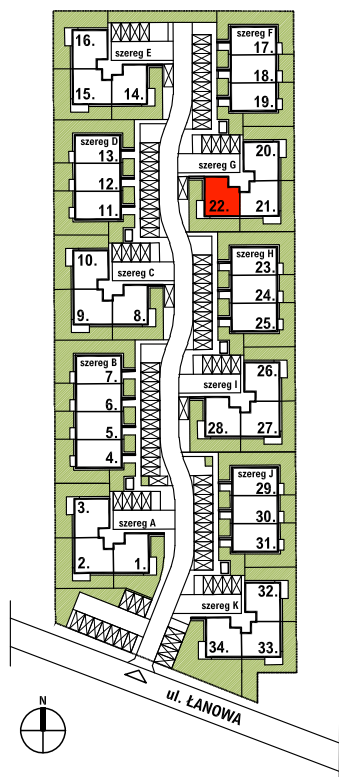 16.
szereg E
15.
14.
szereg F
17.
18.
19.
szereg D
13.
12.
11.
szereg G
20.
22.
21.
10.
szereg C
9.
8.
szereg H
23.
24.
25.
szereg B
7.
6.
5.
4.
26.
szereg I
28.
27.
3.
szereg A
2.
1.
szereg J
29.
30.
31.
32.
szereg K
34.
33.
ul. ŁANOWA
N